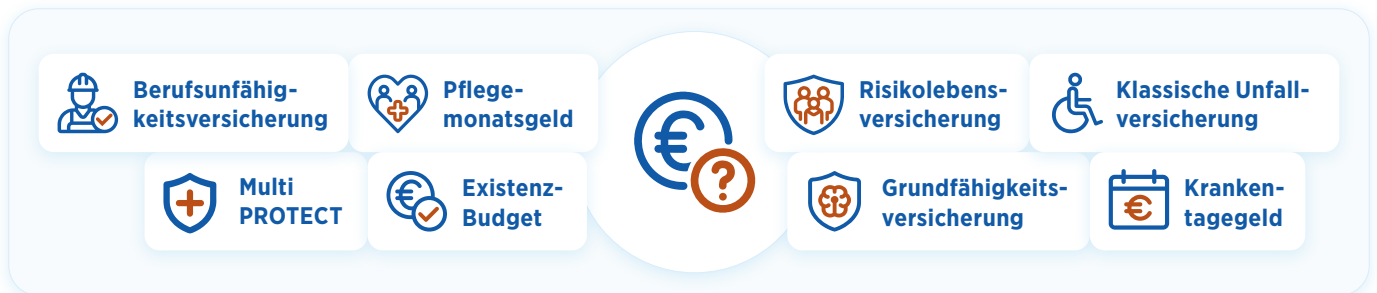 Berufsunfähig-
keitsversicherung
Pflege-
monatsgeld
Risikolebens-
versicherung
Klassische Unfall-
versicherung
Multi
PROTECT
Existenz-
Budget
Grundfähigkeits-
versicherung
Kranken-
tagegeld